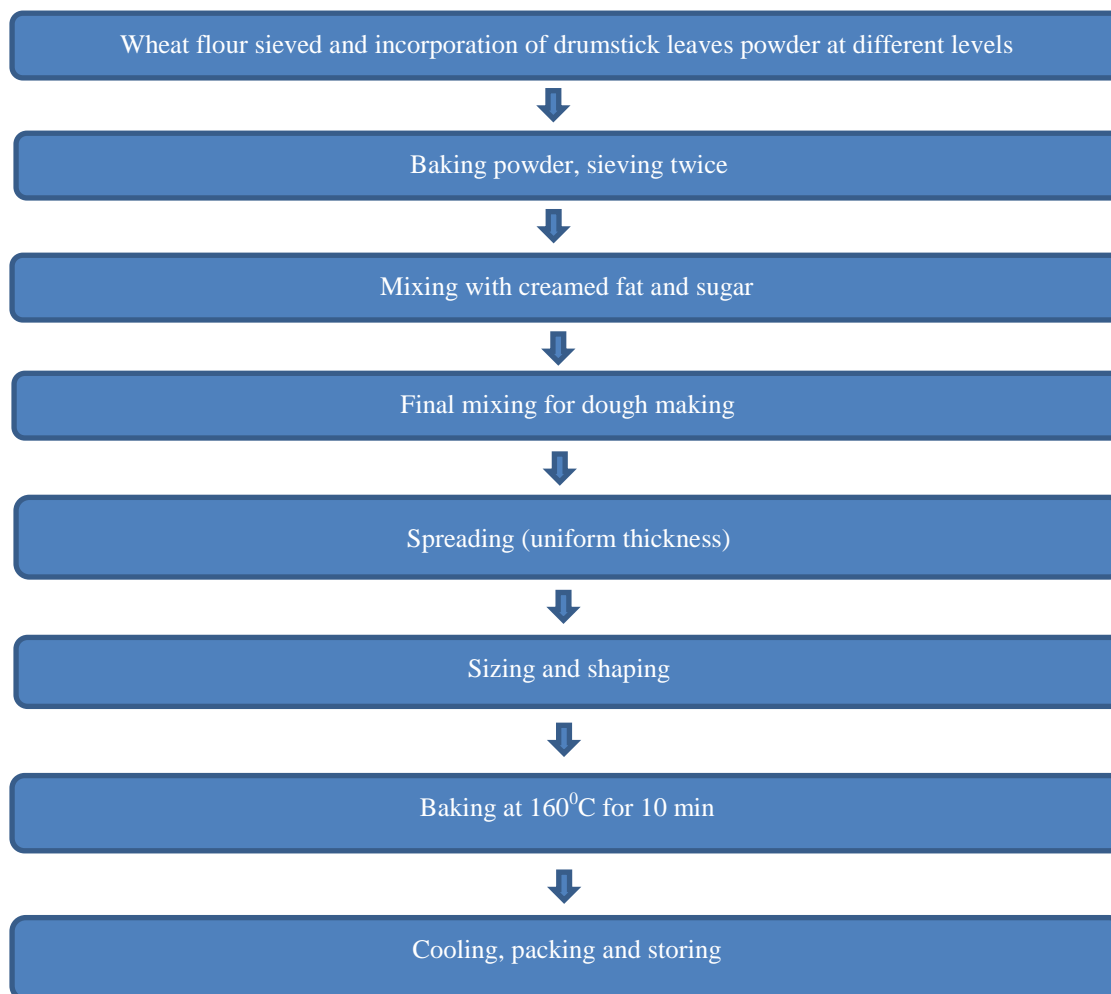 Wheat flour sieved and incorporation of drumstick leaves powder at different levels
Baking powder, sieving twice
Mixing with creamed fat and sugar
Final mixing for dough making
Spreading (uniform thickness)
Sizing and shaping
Baking at 160⁰C for 10 min
Cooling, packing and storing